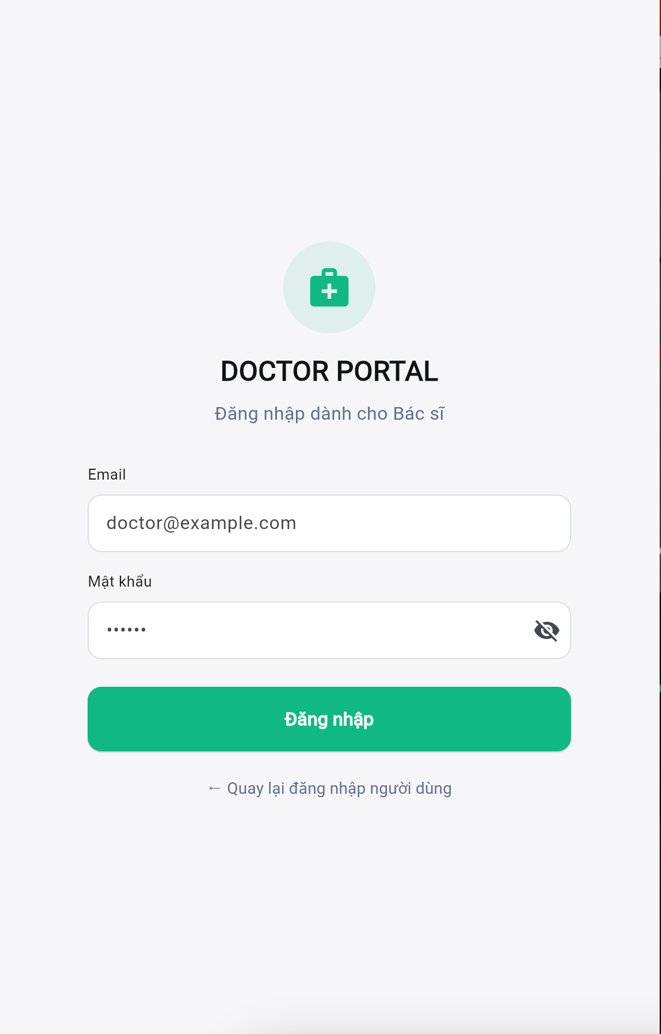 DOCTOR PORTAL
Đăng nhập dành cho Bác sĩ
Email
doctor@example.com
Mật khẩu
••••••
Đăng nhập
← Quay lại đăng nhập người dùng